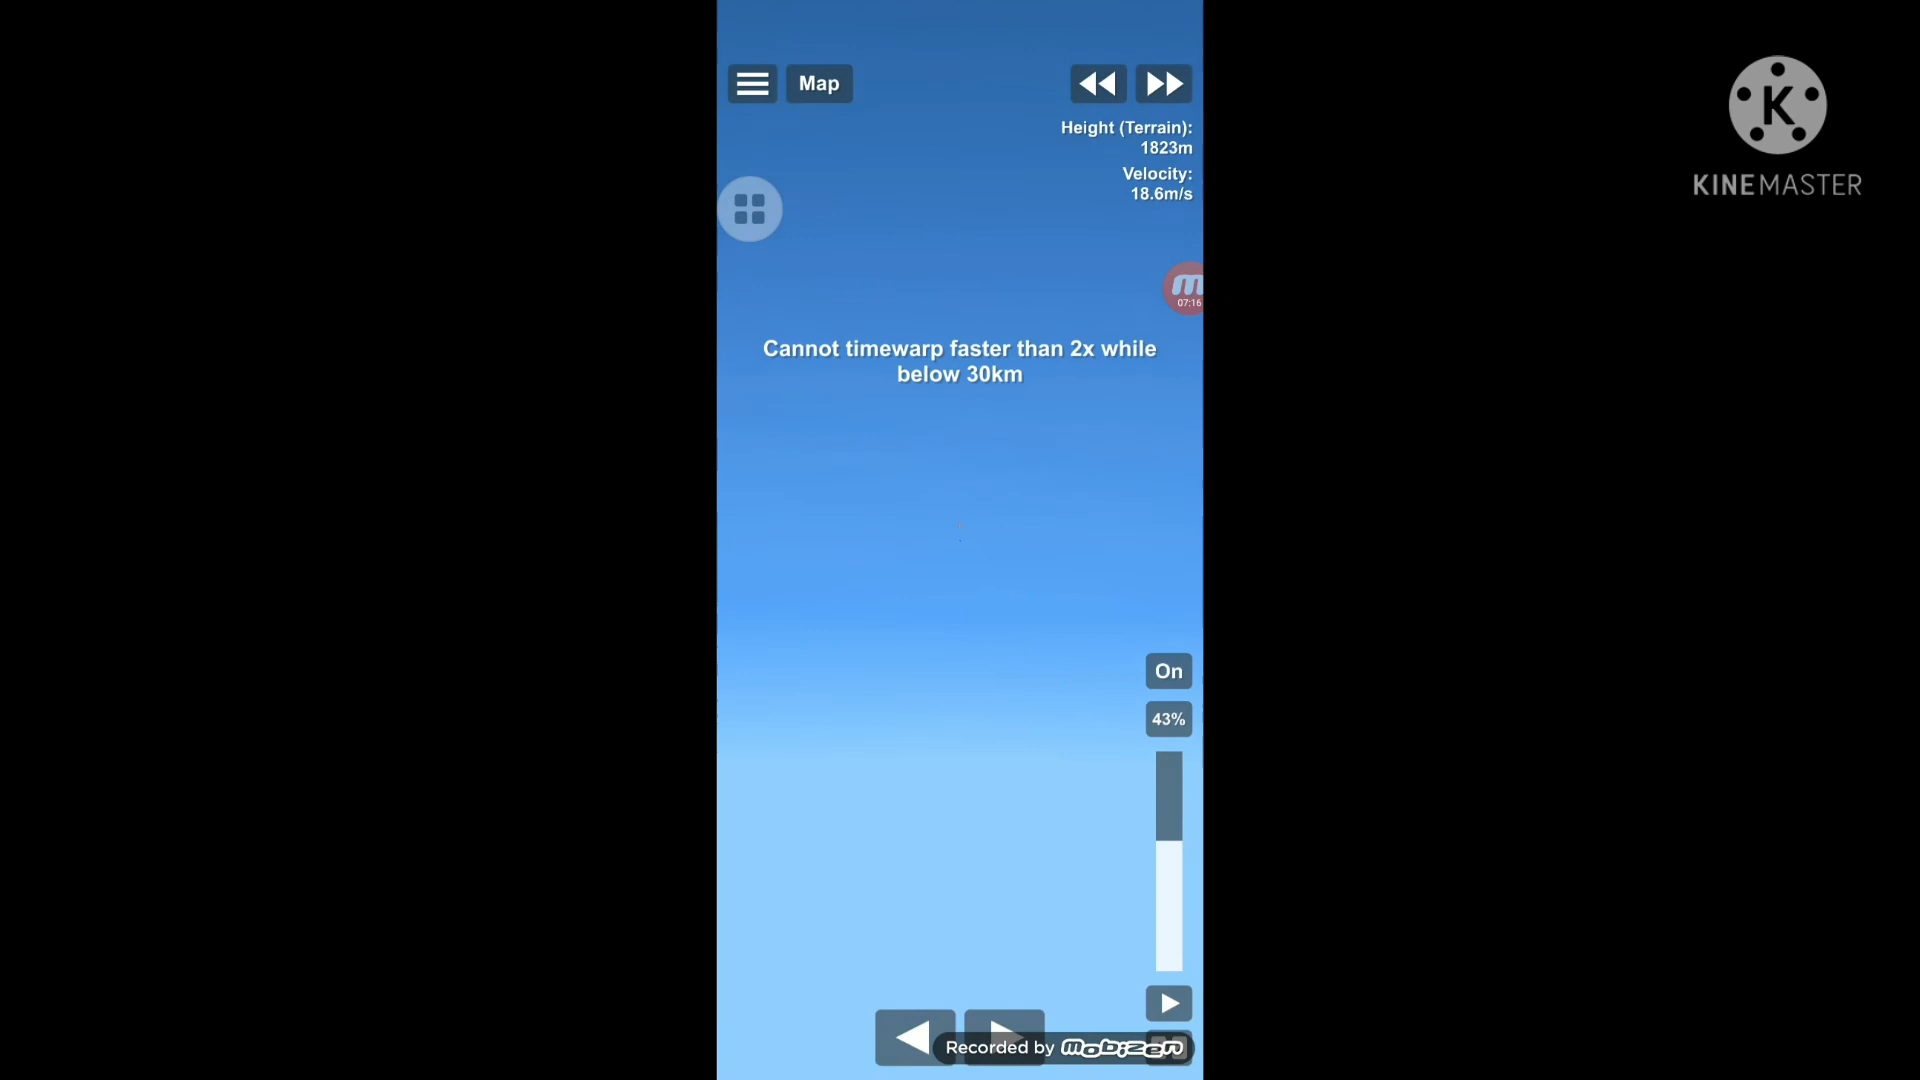 Map
Height (Terrain):
1823m
Velocity:
18.6m/s
K
KINEMASTER
m
07:16
Cannot timewarp faster than 2x while
below 30km
On
43%
Recorded by mobizen